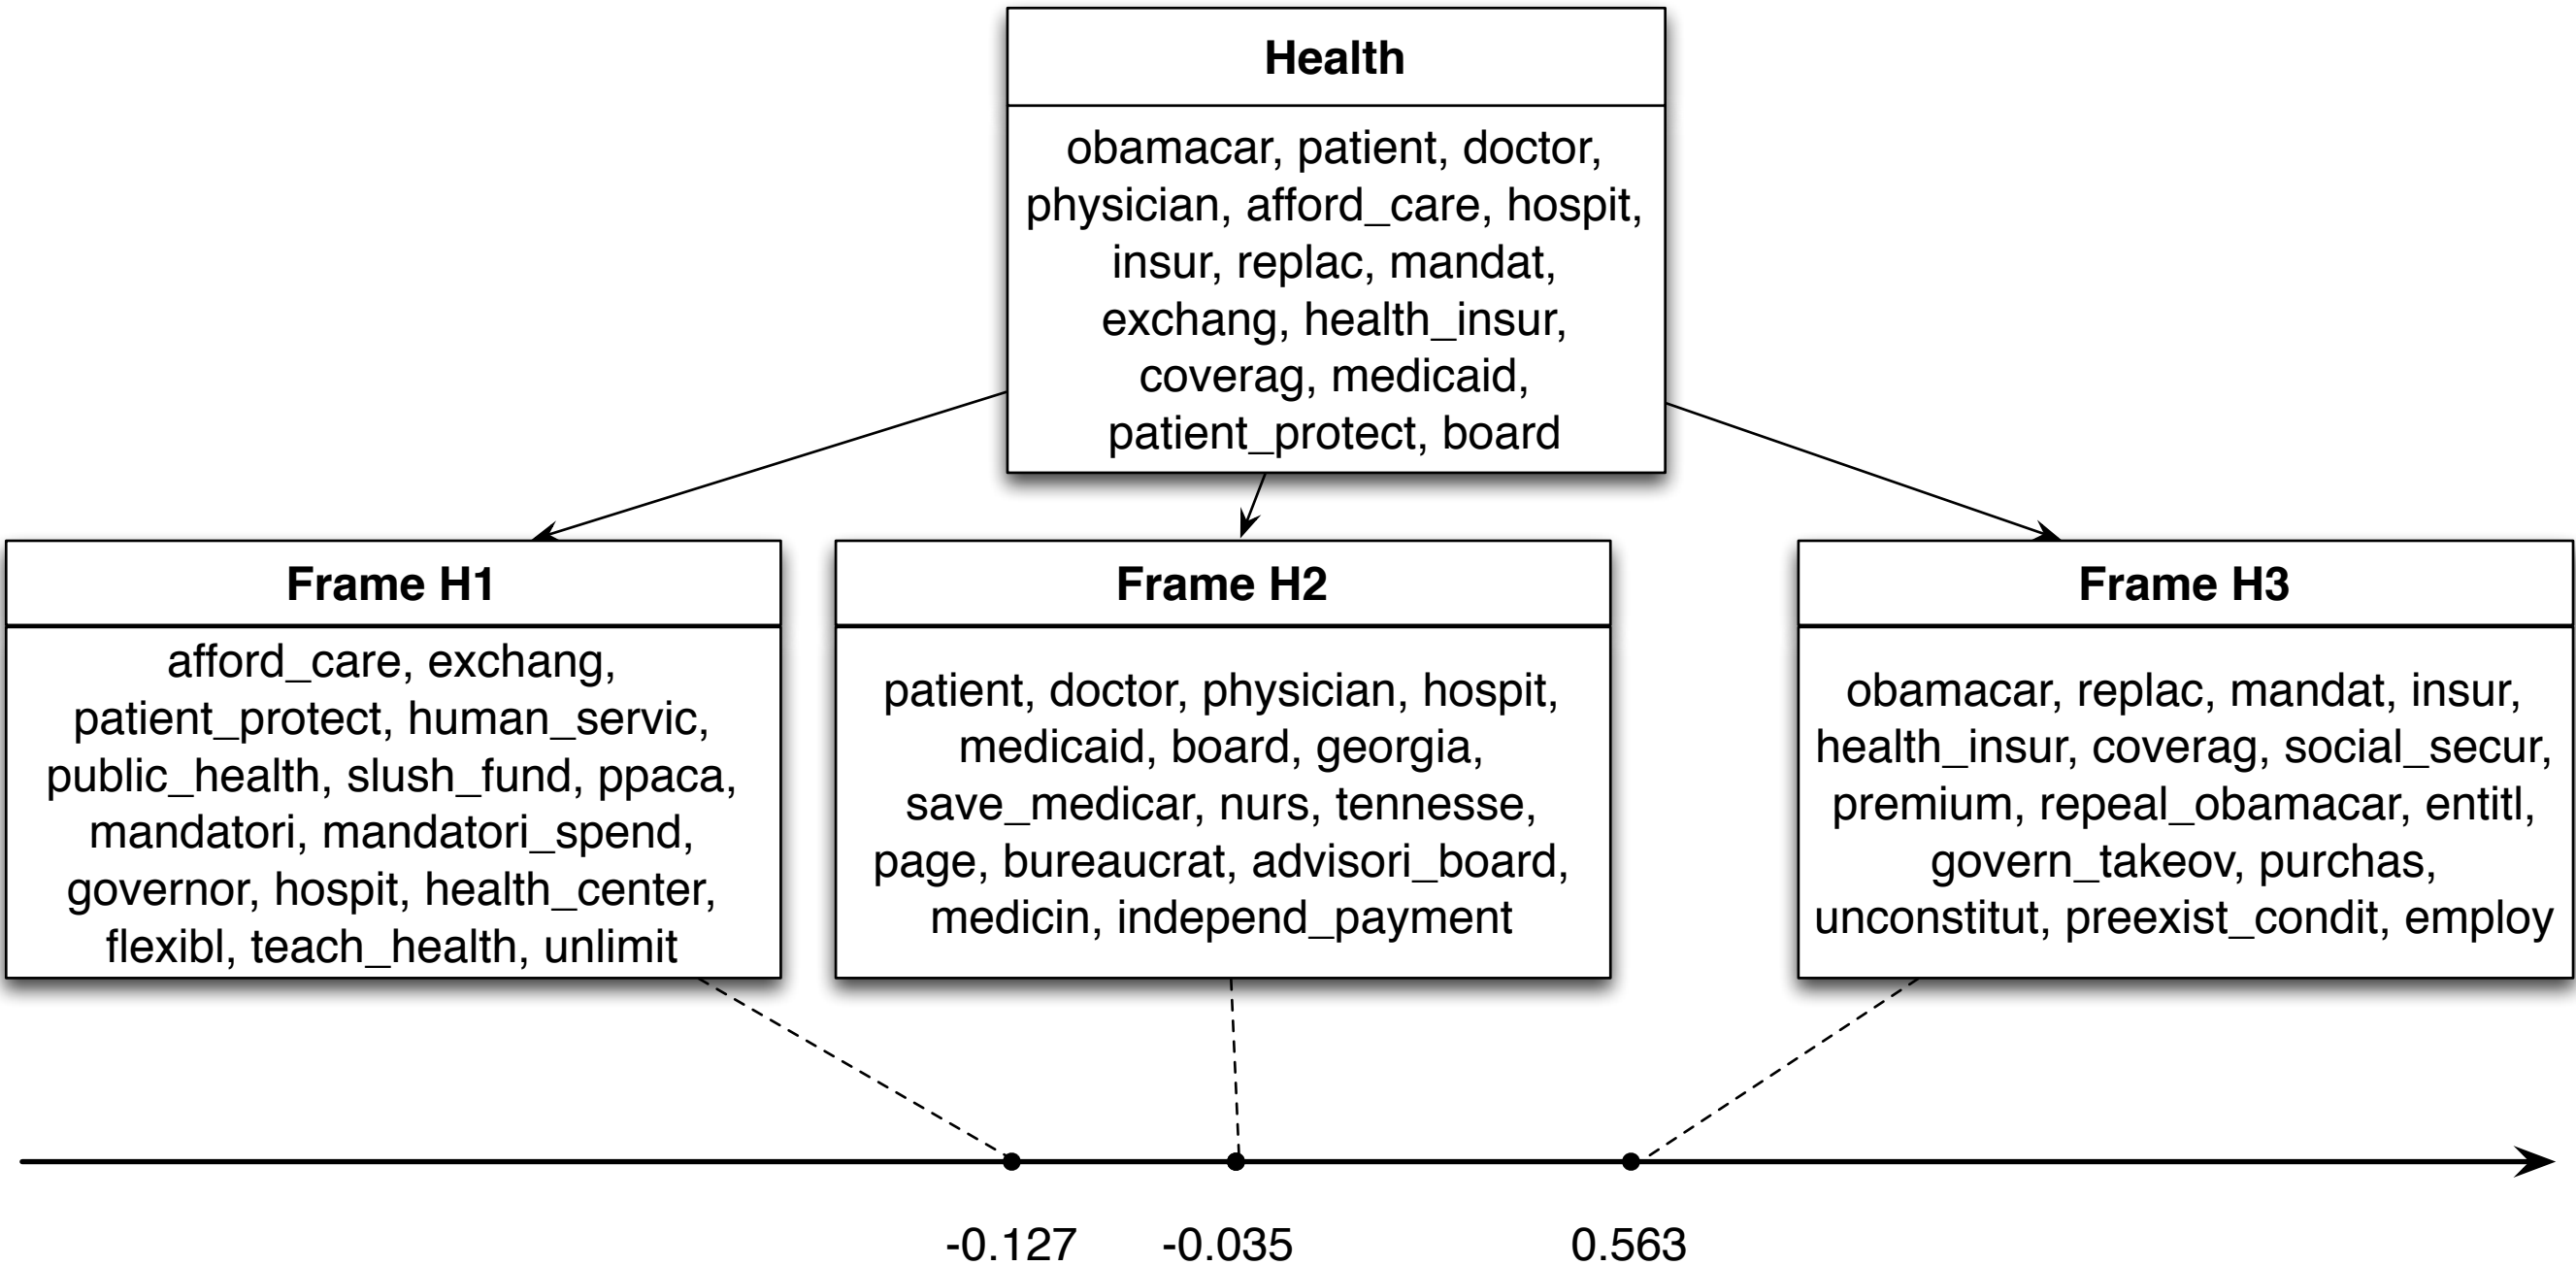 Health
obamacar, patient, doctor,
physician, afford_care, hospit,
insur, replac, mandat,
exchang, health_insur,
coverag, medicaid,
patient_protect, board
Frame H1
afford_care, exchang,
patient_protect, human_servic,
public_health, slush_fund, ppaca,
mandatori, mandatori_spend,
governor, hospit, health_center,
flexibl, teach_health, unlimit
Frame H2
patient, doctor, physician, hospit,
medicaid, board, georgia,
save_medicar, nurs, tennesse,
page, bureaucrat, advisori_board,
medicin, independ_payment
Frame H3
obamacar, replac, mandat, insur,
health_insur, coverag, social_secur,
premium, repeal_obamacar, entitl,
govern_takeov, purchas,
unconstitut, preexist_condit, employ
-0.127
-0.035
0.563